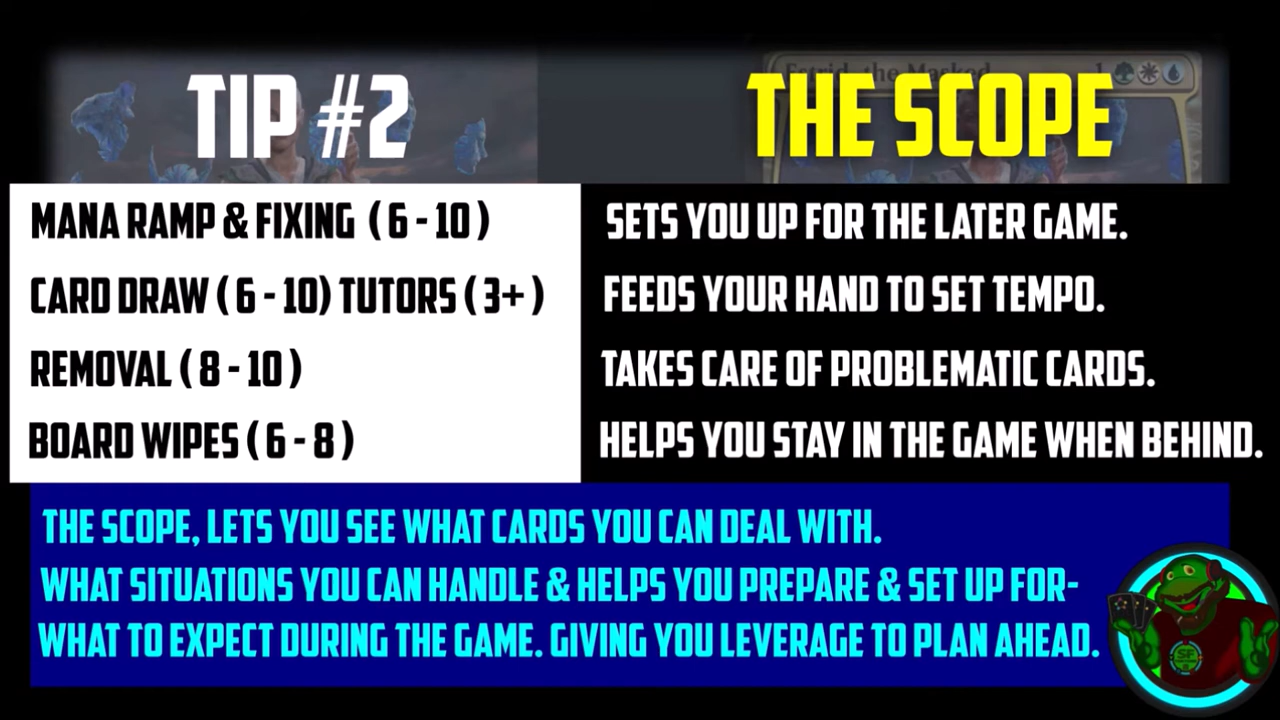 TIP #2
THE SCOPE
Estrid, the Masked
MANA RAMP & FIXING ( 6 - 10 )
SETS YOU UP FOR THE LATER GAME.
CARD DRAW ( 6 - 10) TUTORS ( 3+ )
FEEDS YOUR HAND TO SET TEMPO.
REMOVAL ( 8 - 10 )
TAKES CARE OF PROBLEMATIC CARDS.
BOARD WIPES ( 6 - 8 )
HELPS YOU STAY IN THE GAME WHEN BEHIND.
THE SCOPE, LETS YOU SEE WHAT CARDS YOU CAN DEAL WITH.
WHAT SITUATIONS YOU CAN HANDLE & HELPS YOU PREPARE & SET UP FOR-
WHAT TO EXPECT DURING THE GAME. GIVING YOU LEVERAGE TO PLAN AHEAD.
SF